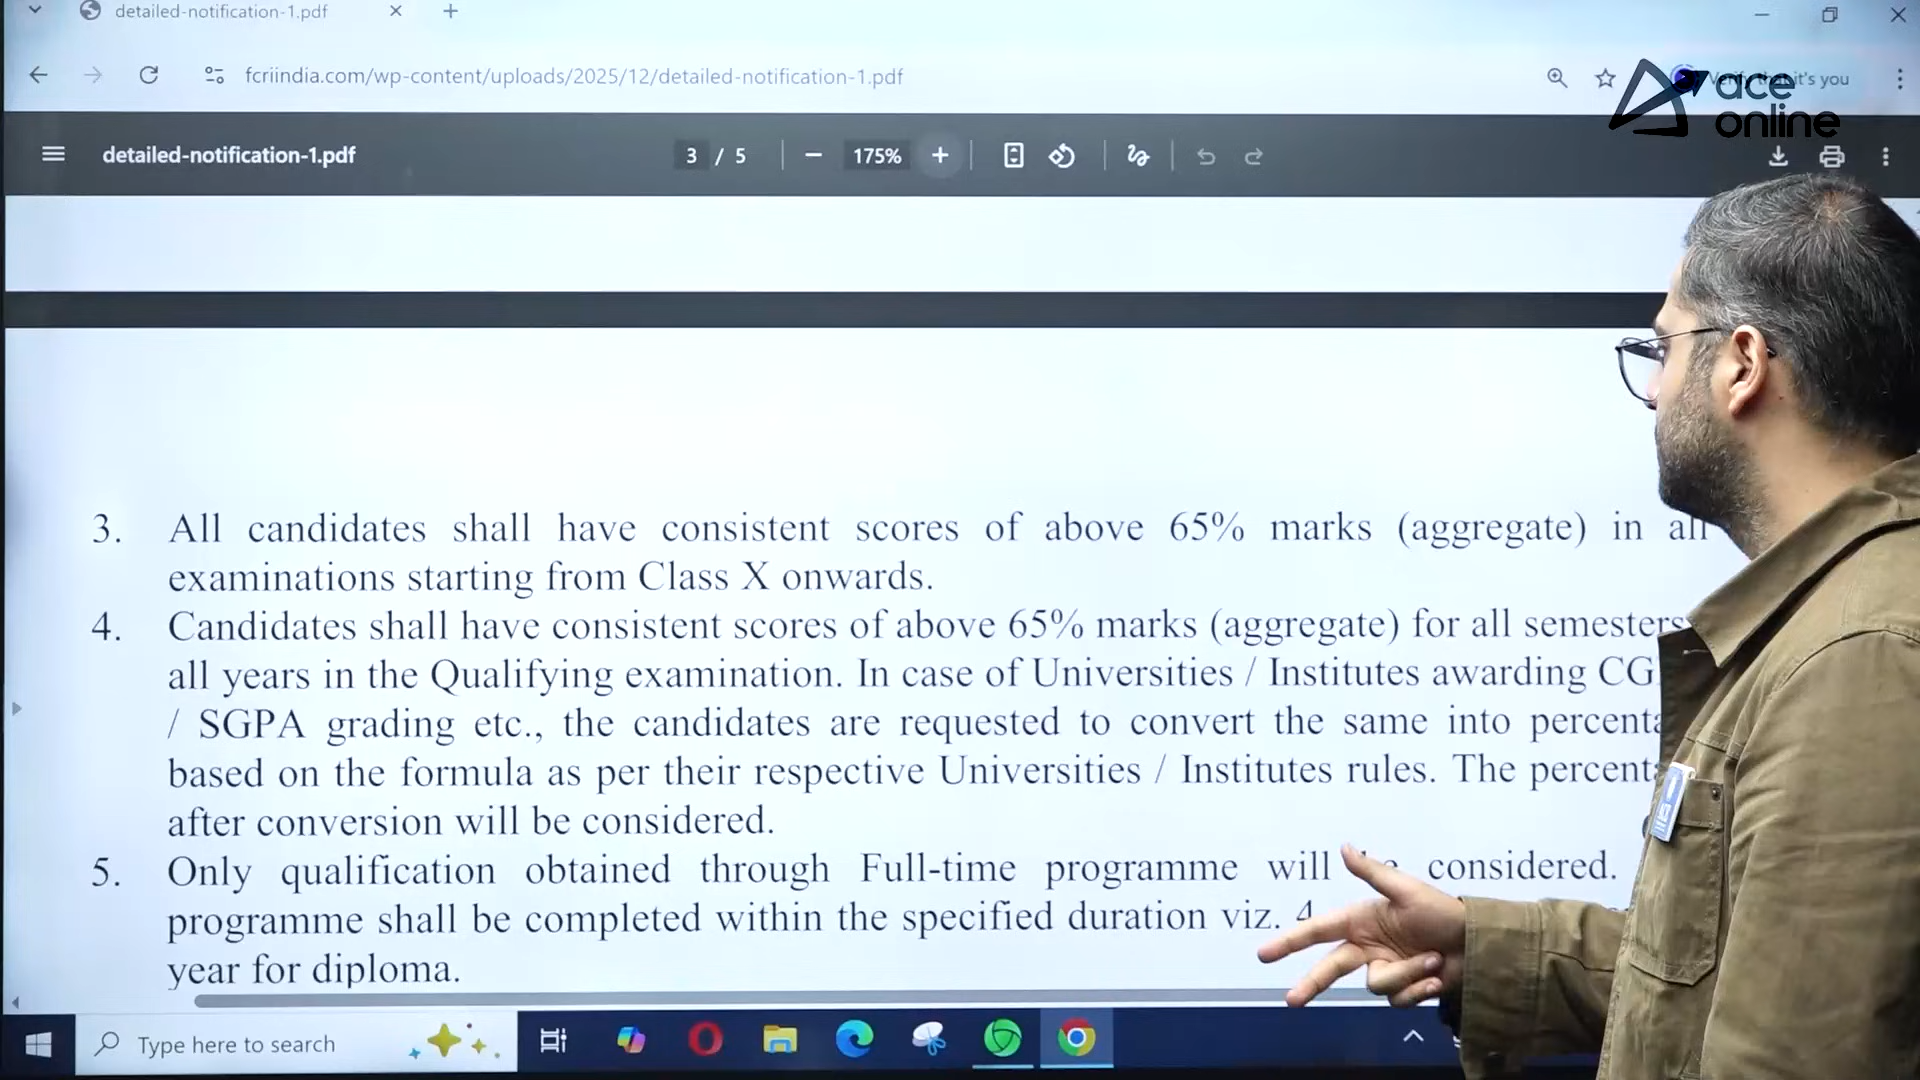 detailed-notification-1.pdf
fcriindia.com/wp-content/uploads/2025/12/detailed-notification-1.pdf
Verify that it's you
ace
online
detailed-notification-1.pdf
3 / 5
175%
3. All candidates shall have consistent scores of above 65% marks (aggregate) in all
examinations starting from Class X onwards.
4. Candidates shall have consistent scores of above 65% marks (aggregate) for all semesters
all years in the Qualifying examination. In case of Universities / Institutes awarding
/ SGPA grading etc., the candidates are requested to convert the same into
based on the formula as per their respective Universities / Institutes rules. The
after conversion will be considered.
5. Only qualification obtained through Full-time programme will be considered.
programme shall be completed within the specified duration viz. 4
year for diploma.
Type here to search